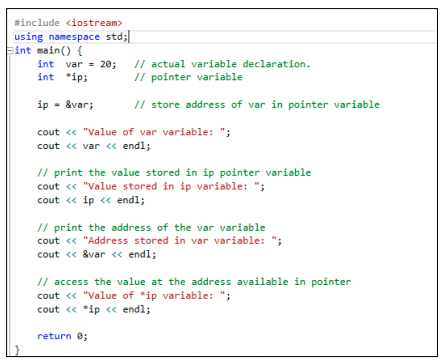 #include <iostream>
using namespace std;
int main() {
    int  var = 20;   // actual variable declaration.
    int  *ip;        // pointer variable

    ip = &var;       // store address of var in pointer variable

    cout << "Value of var variable: ";
    cout << var << endl;

    // print the value stored in ip pointer variable
    cout << "Value stored in ip variable: ";
    cout << ip << endl;

    // print the address of the var variable
    cout << "Address stored in var variable: ";
    cout << &var << endl;

    // access the value at the address available in pointer
    cout << "Value of *ip variable: ";
    cout << *ip << endl;

    return 0;
}